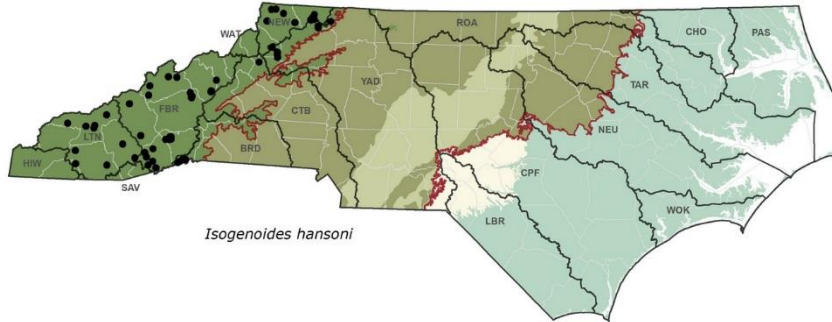 NEW
WAT
ROA
CHO
PAS
YAD
TAR
FBR
CTB
LTN
NEU
BRD
HIW
CPF
SAV
WOK
LBR
Isogenoides hansoni